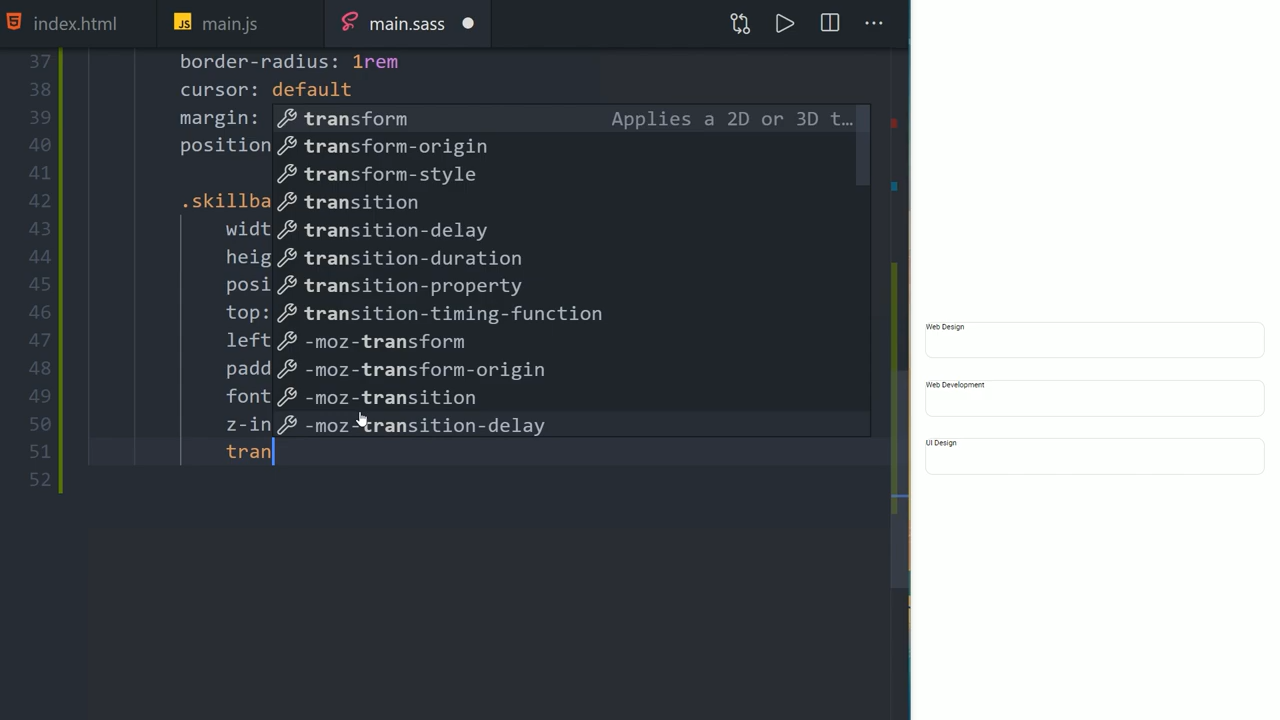 index.html
JS main.js
main.sass
37 border-radius: 1rem
38 cursor: default
39 margin:
40 position
41
42 .skillba
43 widt
44 heig
45 posi
46 top:
47 left
48 padd
49 font
50 z-in
51 tran
52
transform Applies a 2D or 3D t…
transform-origin
transform-style
transition
transition-delay
transition-duration
transition-property
transition-timing-function
-moz-transform
-moz-transform-origin
-moz-transition
-moz-transition-delay
Web Design
Web Development
UI Design